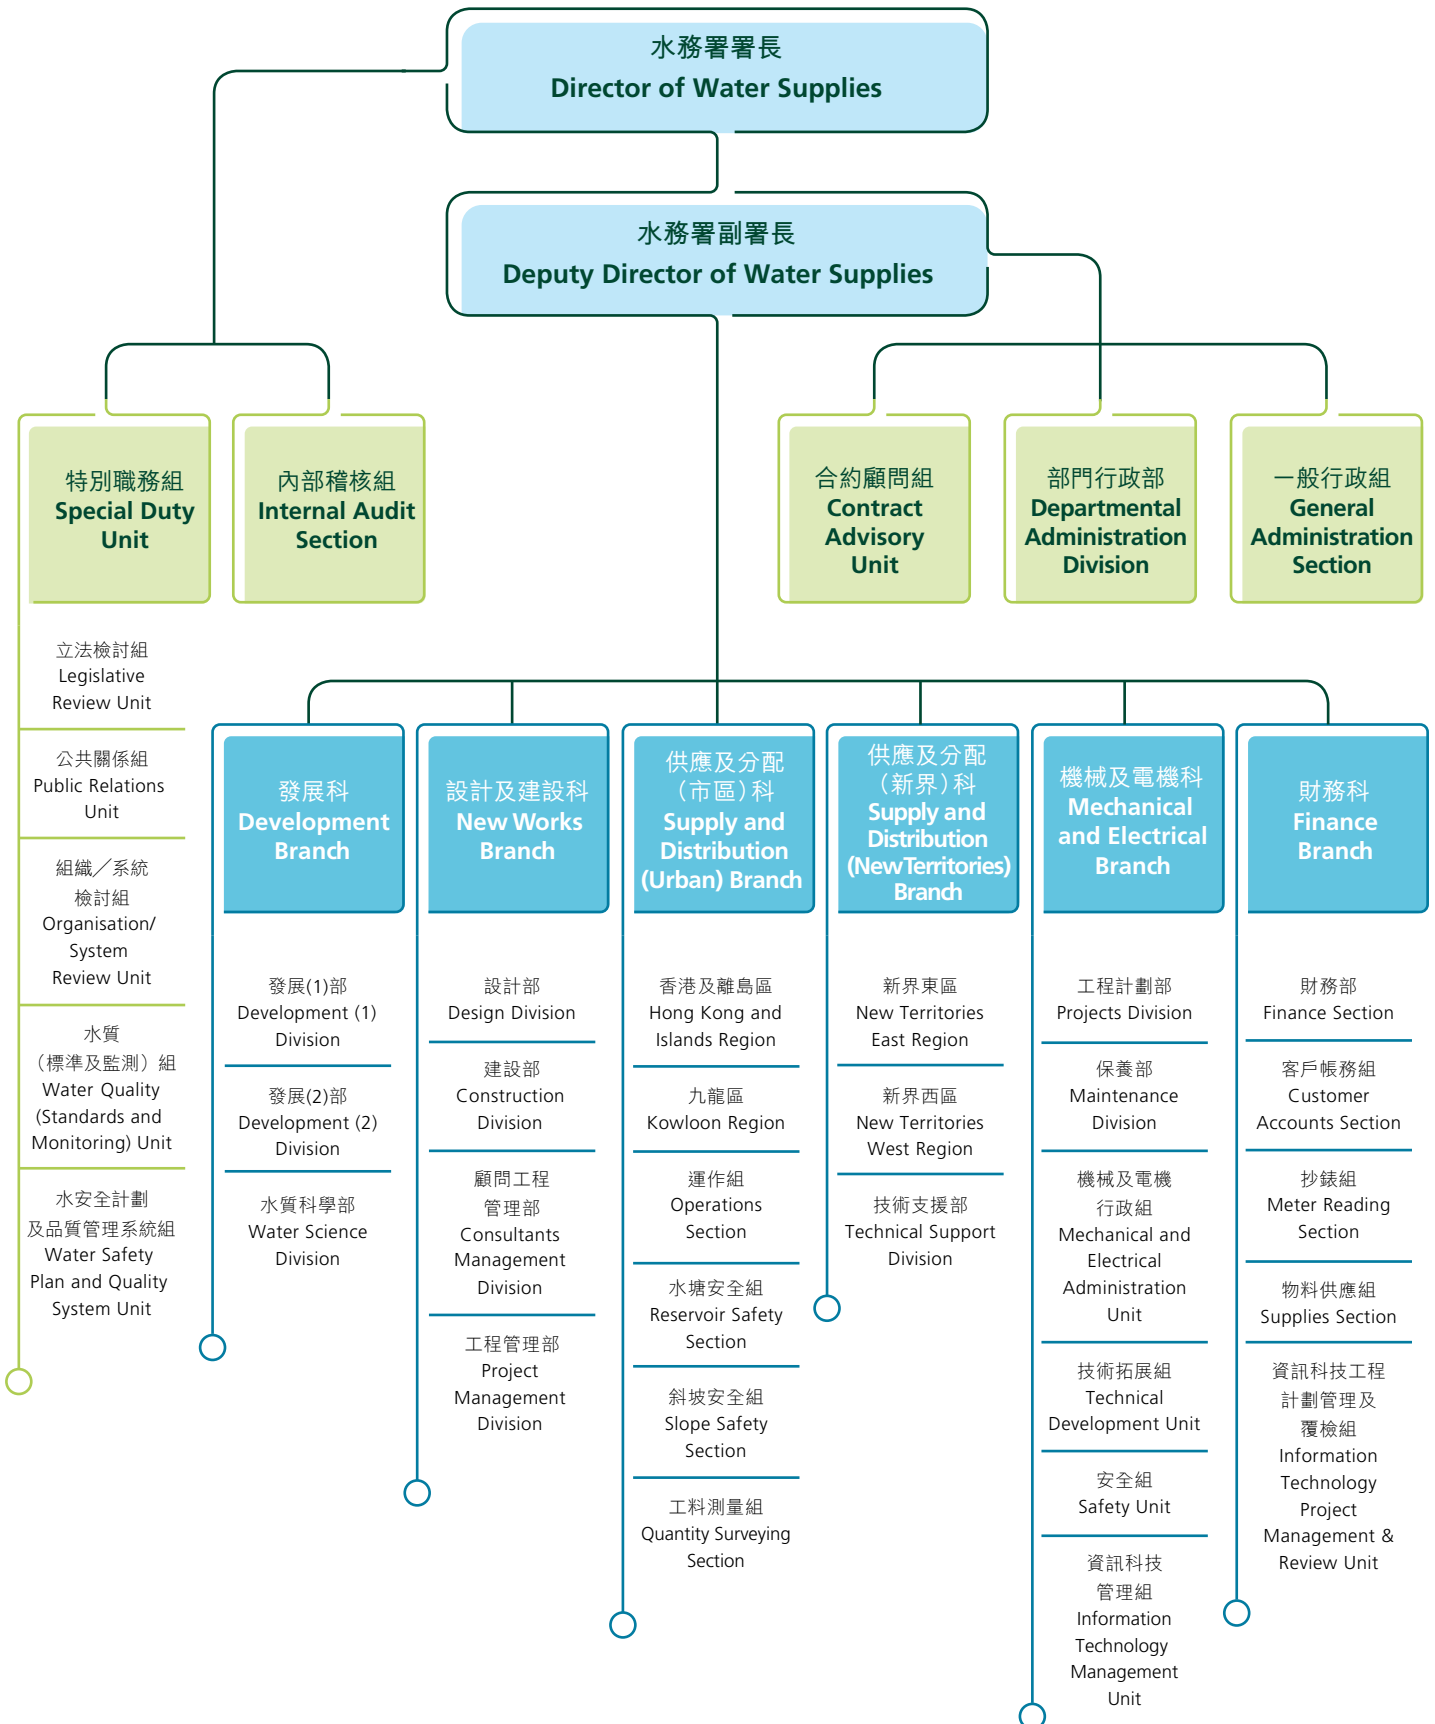 水務署署長
Director of Water Supplies
水務署副署長
Deputy Director of Water Supplies
特別職務組
Special Duty
Unit
內部稽核組
Internal Audit
Section
合約顧問組
Contract
Advisory
Unit
部門行政部
Departmental
Administration
Division
一般行政組
General
Administration
Section
立法檢討組
Legislative
Review Unit
公共關係組
Public Relations
Unit
組織╱系統
檢討組
Organisation/
System
Review Unit
水質
（標準及監測）組
Water Quality
(Standards and
Monitoring) Unit
水安全計劃
及品質管理系統組
Water Safety
Plan and Quality
System Unit
發展科
Development
Branch
發展(1)部
Development (1)
Division
發展(2)部
Development (2)
Division
水質科學部
Water Science
Division
設計及建設科
New Works
Branch
設計部
Design Division
建設部
Construction
Division
顧問工程
管理部
Consultants
Management
Division
工程管理部
Project
Management
Division
供應及分配
（市區）科
Supply and
Distribution
(Urban) Branch
香港及離島區
Hong Kong and
Islands Region
九龍區
Kowloon Region
運作組
Operations
Section
水塘安全組
Reservoir Safety
Section
斜坡安全組
Slope Safety
Section
工料測量組
Quantity Surveying
Section
供應及分配
（新界）科
Supply and
Distribution
(New Territories)
Branch
新界東區
New Territories
East Region
新界西區
New Territories
West Region
技術支援部
Technical Support
Division
機械及電機科
Mechanical
and Electrical
Branch
工程計劃部
Projects Division
保養部
Maintenance
Division
機械及電機
行政組
Mechanical and
Electrical
Administration
Unit
技術拓展組
Technical
Development Unit
安全組
Safety Unit
資訊科技
管理組
Information
Technology
Management
Unit
財務科
Finance
Branch
財務部
Finance Section
客戶帳務組
Customer
Accounts Section
抄錶組
Meter Reading
Section
物料供應組
Supplies Section
資訊科技工程
計劃管理及
覆檢組
Information
Technology
Project
Management &
Review Unit